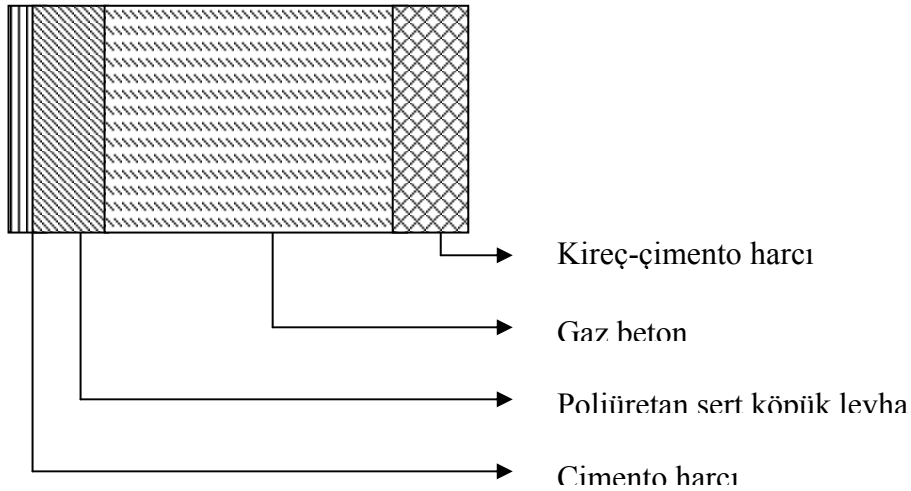 Kireç-çimento harcı
Gaz beton
Poliüretan sert köpük levha
Çimento harcı